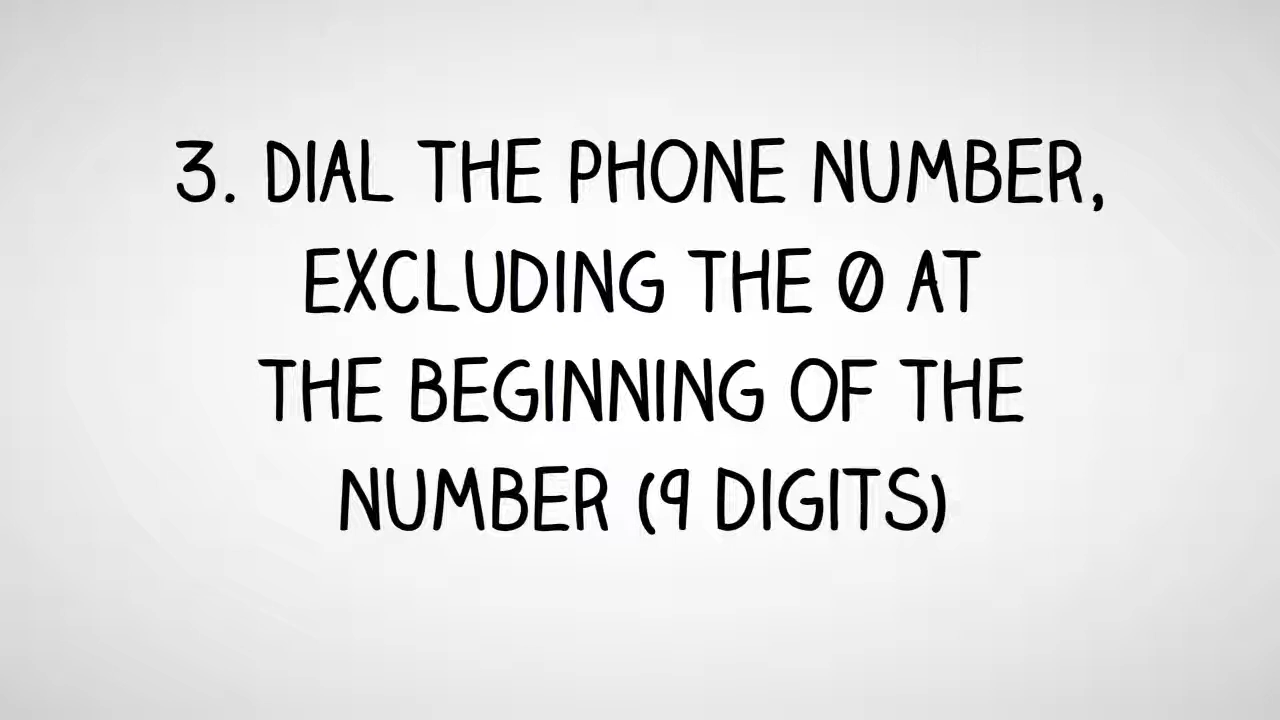 3. DIAL THE PHONE NUMBER,
EXCLUDING THE 0 AT
THE BEGINNING OF THE
NUMBER (9 DIGITS)